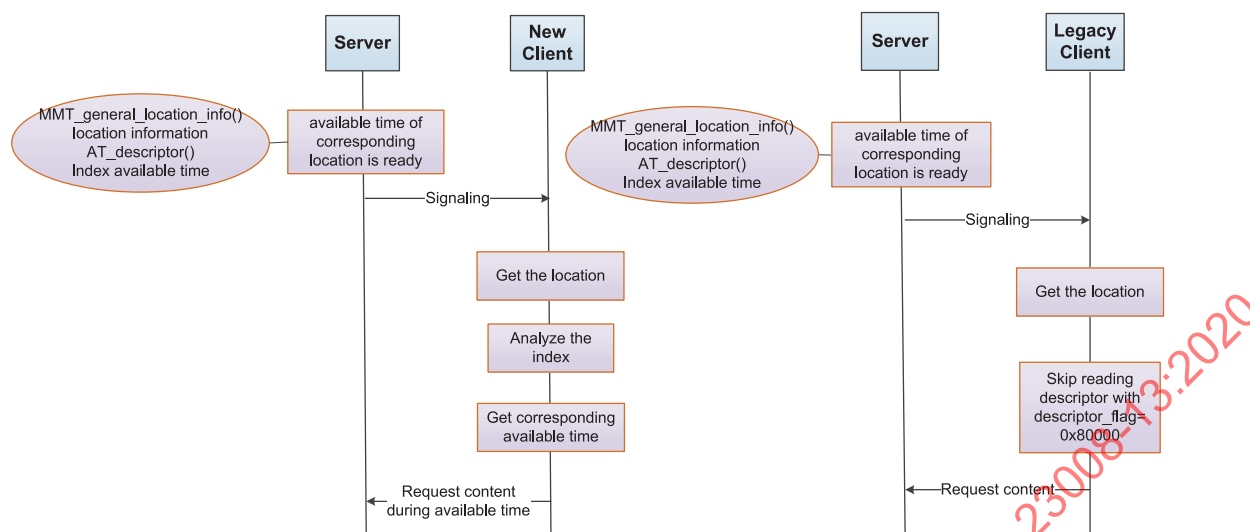 Server
New
Client
MMT_general_location_info()
location information
AT_descriptor()
Index available time
available time of
corresponding
location is ready
Signaling
Get the location
Analyze the
index
Get corresponding
available time
Request content
during available time
Server
Legacy
Client
MMT_general_location_info()
location information
AT_descriptor()
Index available time
available time of
corresponding
location is ready
Signaling
Get the location
Skip reading
descriptor with
descriptor_flag=
0x80000
Request content
23008-13:2020